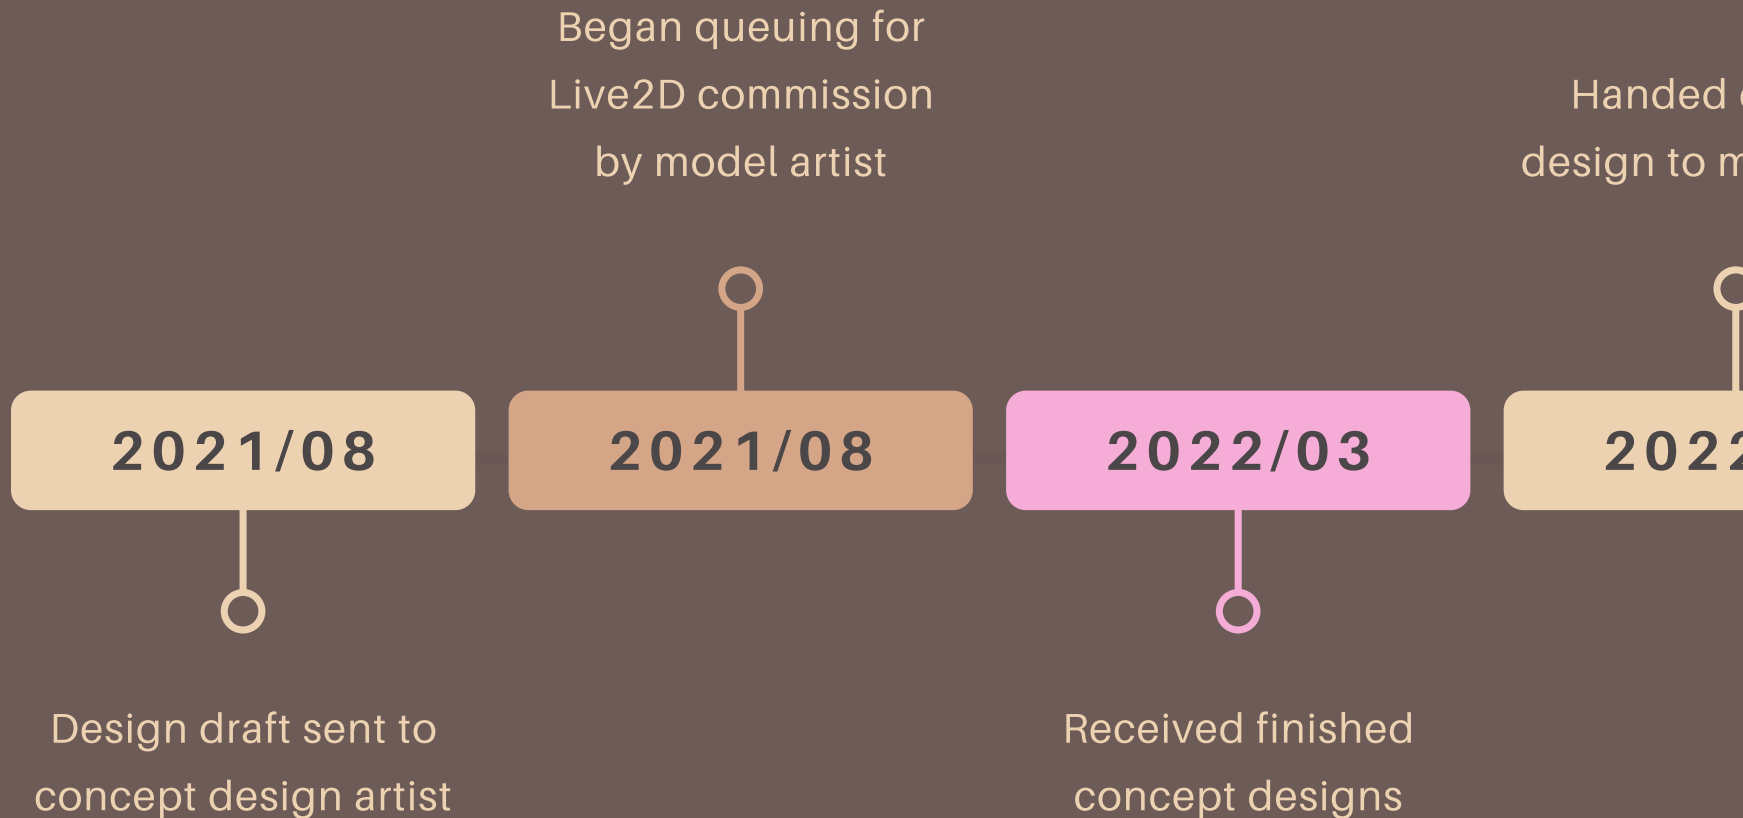 Began queuing for
Live2D commission
by model artist
Handed
design to
2021/08
2021/08
2022/03
2022
Design draft sent to
concept design artist
Received finished
concept designs